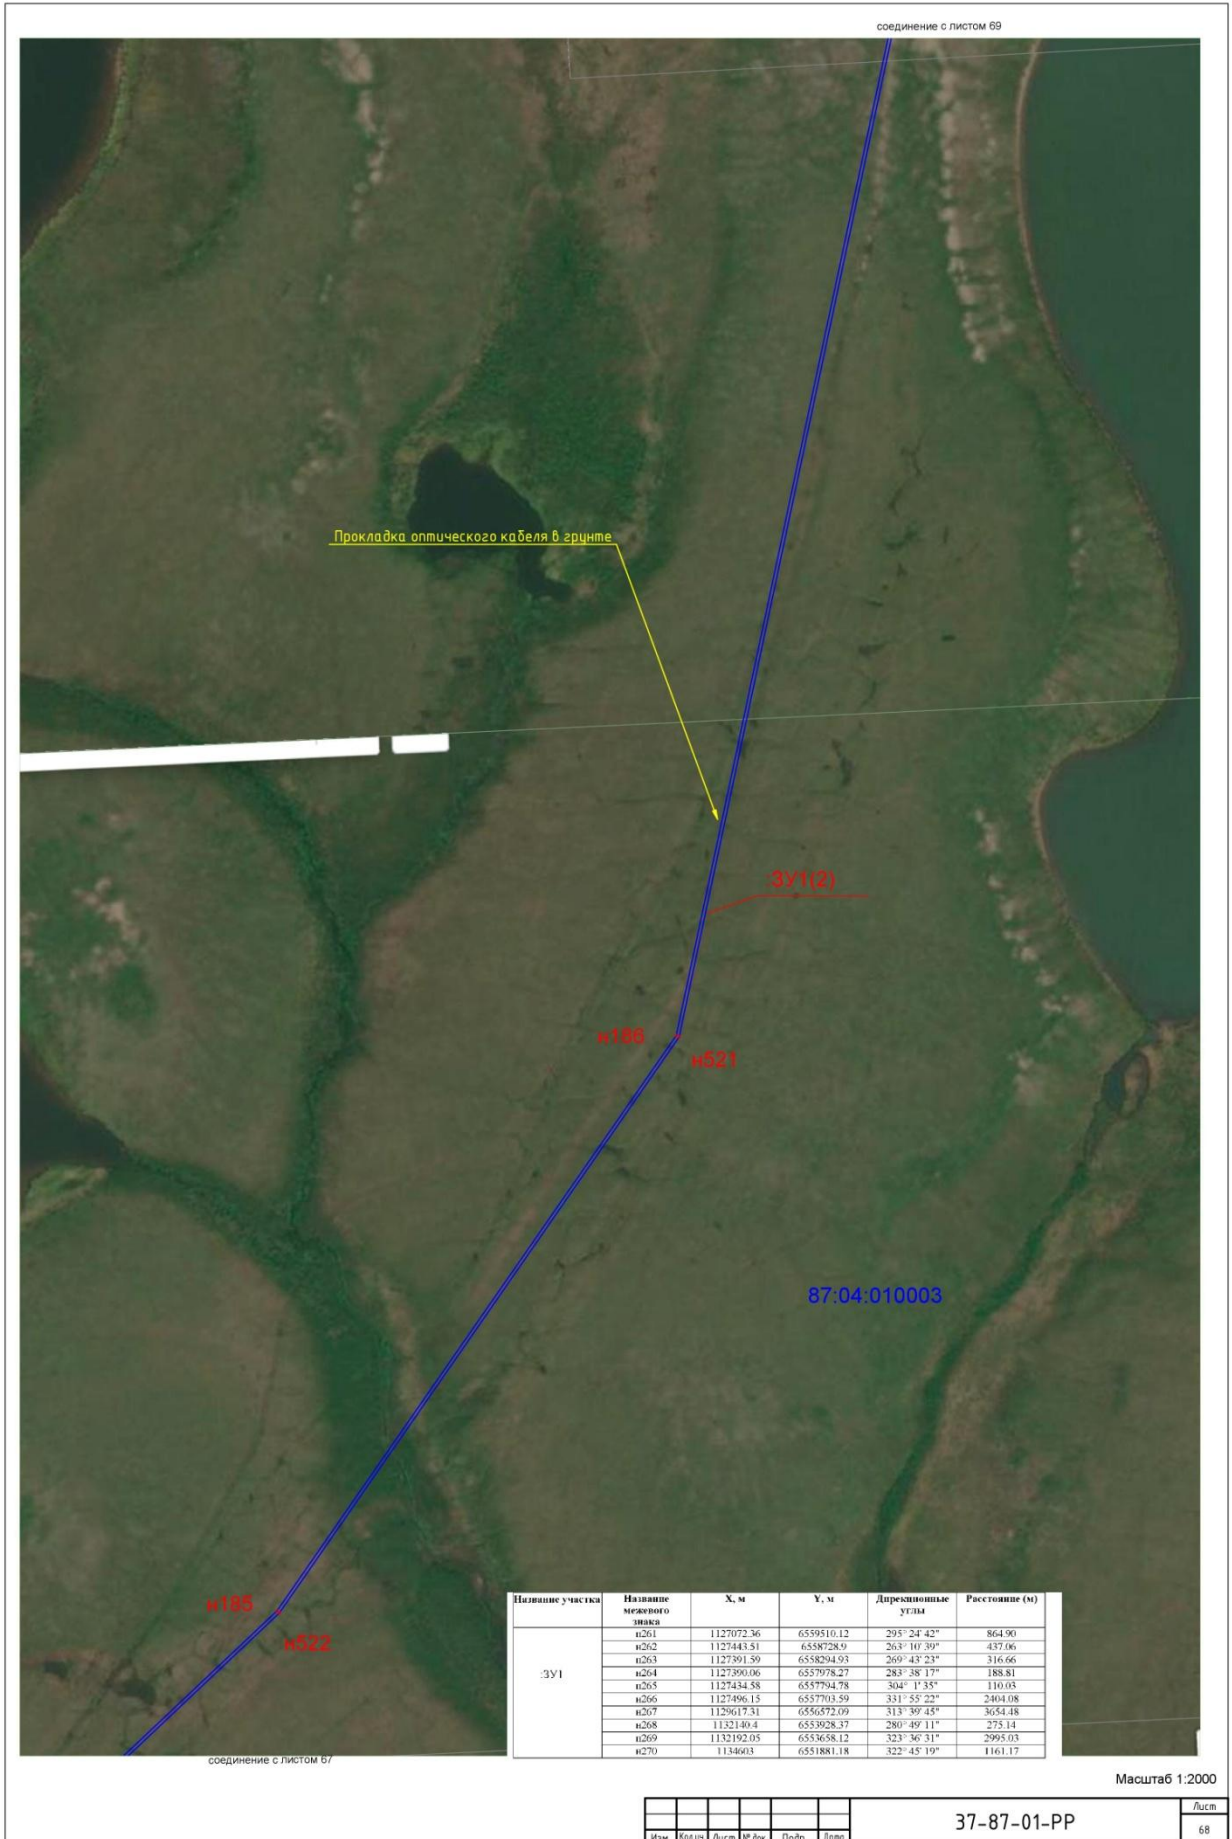 соединение с листом 69
Прокладка оптического кабеля в грунте
:ЗУ1(2)
н186
н521
87:04:010003
н185
н522
Название участка | Название межевого знака | X, м | Y, м | Дирекционные углы | Расстояние (м)
:ЗУ1
н261 1127072.36 6559510.12 295° 24' 42" 864.90
н262 1127443.51 6558728.9 263° 10' 39" 437.06
н263 1127391.59 6558294.93 269° 43' 23" 316.66
н264 1127390.06 6557978.27 283° 38' 17" 188.81
н265 1127434.58 6557794.78 304° 1' 35" 110.03
н266 1127496.15 6557703.59 331° 55' 22" 2404.08
н267 1129617.31 6556572.09 313° 39' 45" 3654.48
н268 1132140.4 6553928.37 280° 49' 11" 275.14
н269 1132192.05 6553658.12 323° 36' 31" 2995.03
н270 1134603 6551881.18 322° 45' 19" 1161.17
соединение с листом 67
Масштаб 1:2000
37-87-01-РР
Лист
68
Изм. Кол.уч Лист № док. Подп. Дата